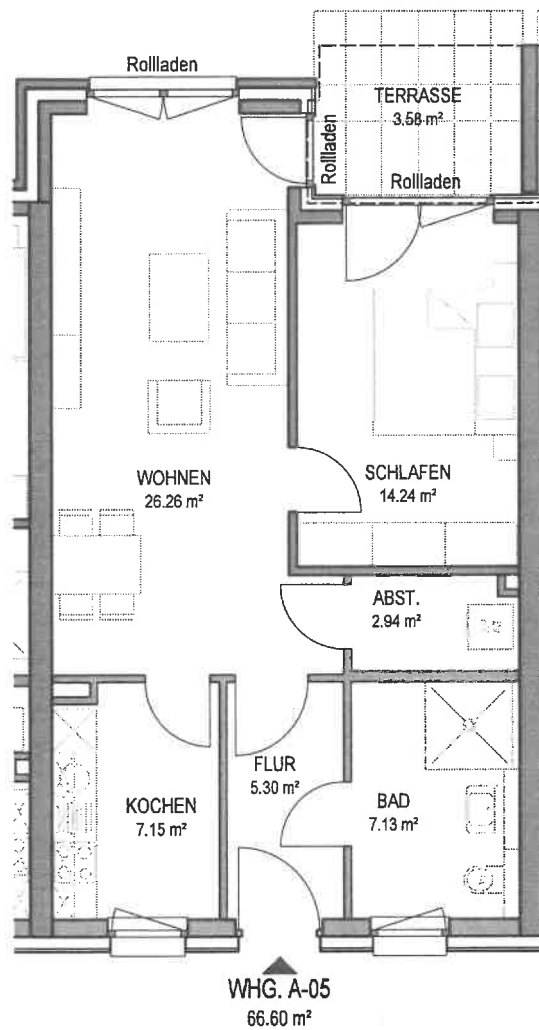 Rollladen
TERRASSE
3.58 m²
Rollladen
Rollladen
WOHNEN
26.26 m²
SCHLAFEN
14.24 m²
ABST.
2.94 m²
FLUR
5.30 m²
KOCHEN
7.15 m²
BAD
7.13 m²
WHG. A-05
66.60 m²